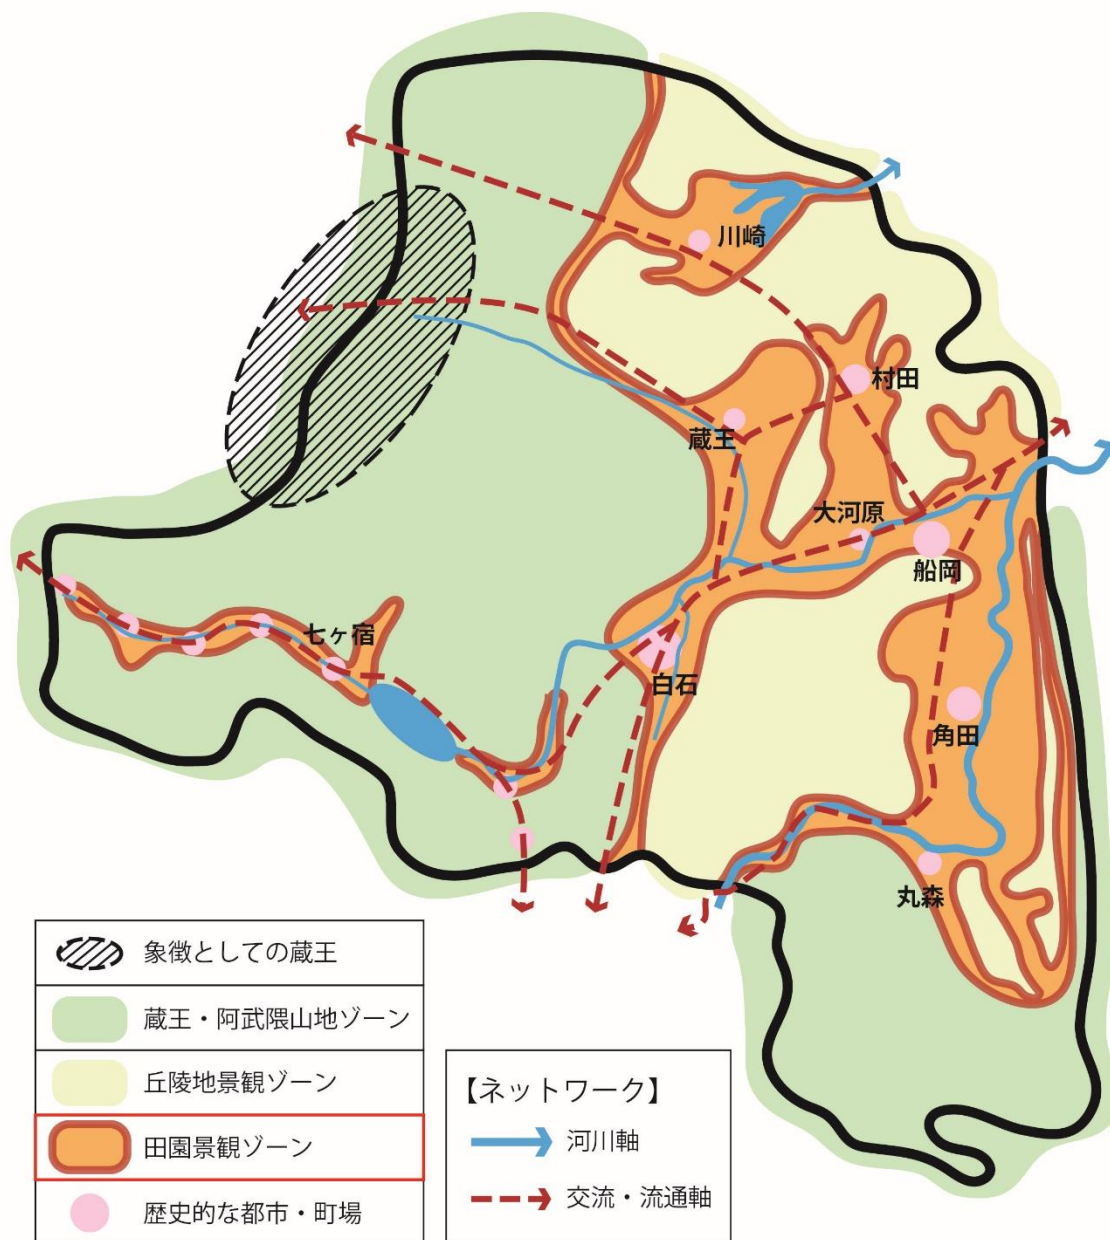 川崎
村田
蔵王
大河原
船岡
七ヶ宿
白石
角田
丸森
象徴としての蔵王
蔵王・阿武隈山地ゾーン
丘陵地景観ゾーン
田園景観ゾーン
歴史的な都市・町場
【ネットワーク】
河川軸
交流・流通軸